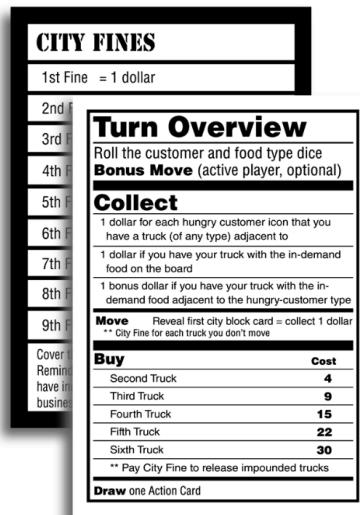 CITY FINES
1st Fine = 1 dollar
2nd
3rd
4th
5th
6th
7th
8th
9th
Cover
have
Turn Overview
Roll the customer and food type dice
Bonus Move (active player, optional)
Collect
1 dollar for each hungry customer icon that you
have a truck (of any type) adjacent to
1 dollar if you have your truck with the in-demand
food on the board
1 bonus dollar if you have your truck with the in-
demand food adjacent to the hungry-customer type
Move Reveal first city block card = collect 1 dollar
** City Fine for each truck you don't move
Buy Cost
Second Truck 4
Third Truck 9
Fourth Truck 15
Fifth Truck 22
Sixth Truck 30
** Pay City Fine to release impounded trucks
Draw one Action Card